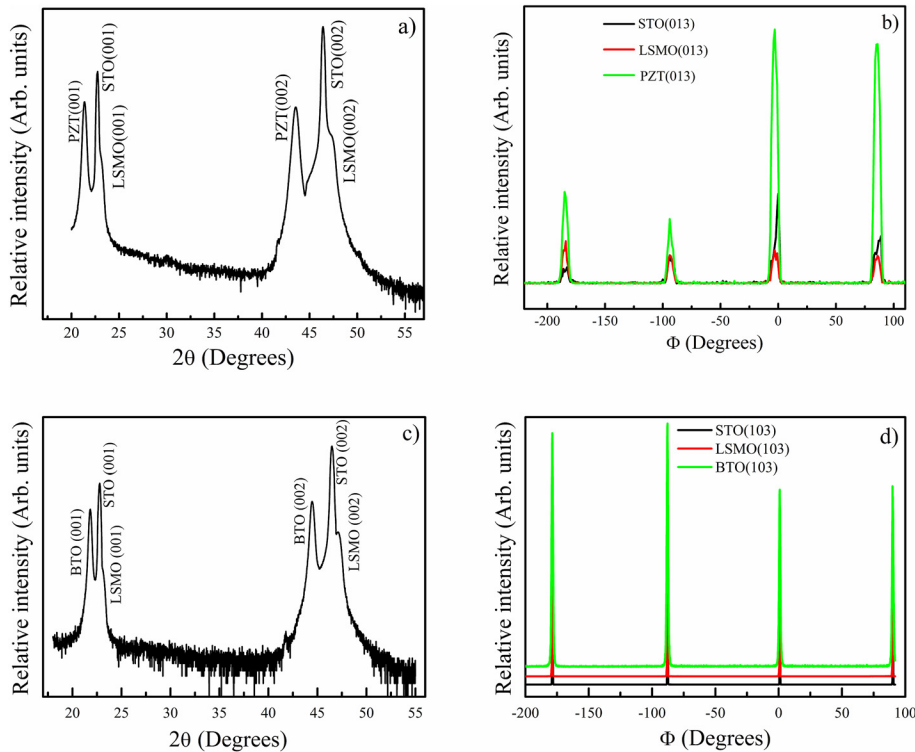 a)
Relative intensity (Arb. units)
PZT(001)
STO(001)
LSMO(001)
PZT(002)
STO(002)
LSMO(002)
20 25 30 35 40 45 50 55
2θ (Degrees)
b)
Relative intensity (Arb. units)
STO(013)
LSMO(013)
PZT(013)
-200 -150 -100 -50 0 50 100
Φ (Degrees)
c)
Relative intensity (Arb. units)
BTO (001)
STO (001)
LSMO (001)
BTO (002)
STO (002)
LSMO (002)
20 25 30 35 40 45 50 55
2θ (Degrees)
d)
Relative intensity (Arb. units)
STO(103)
LSMO(103)
BTO(103)
-200 -150 -100 -50 0 50 100
Φ (Degrees)